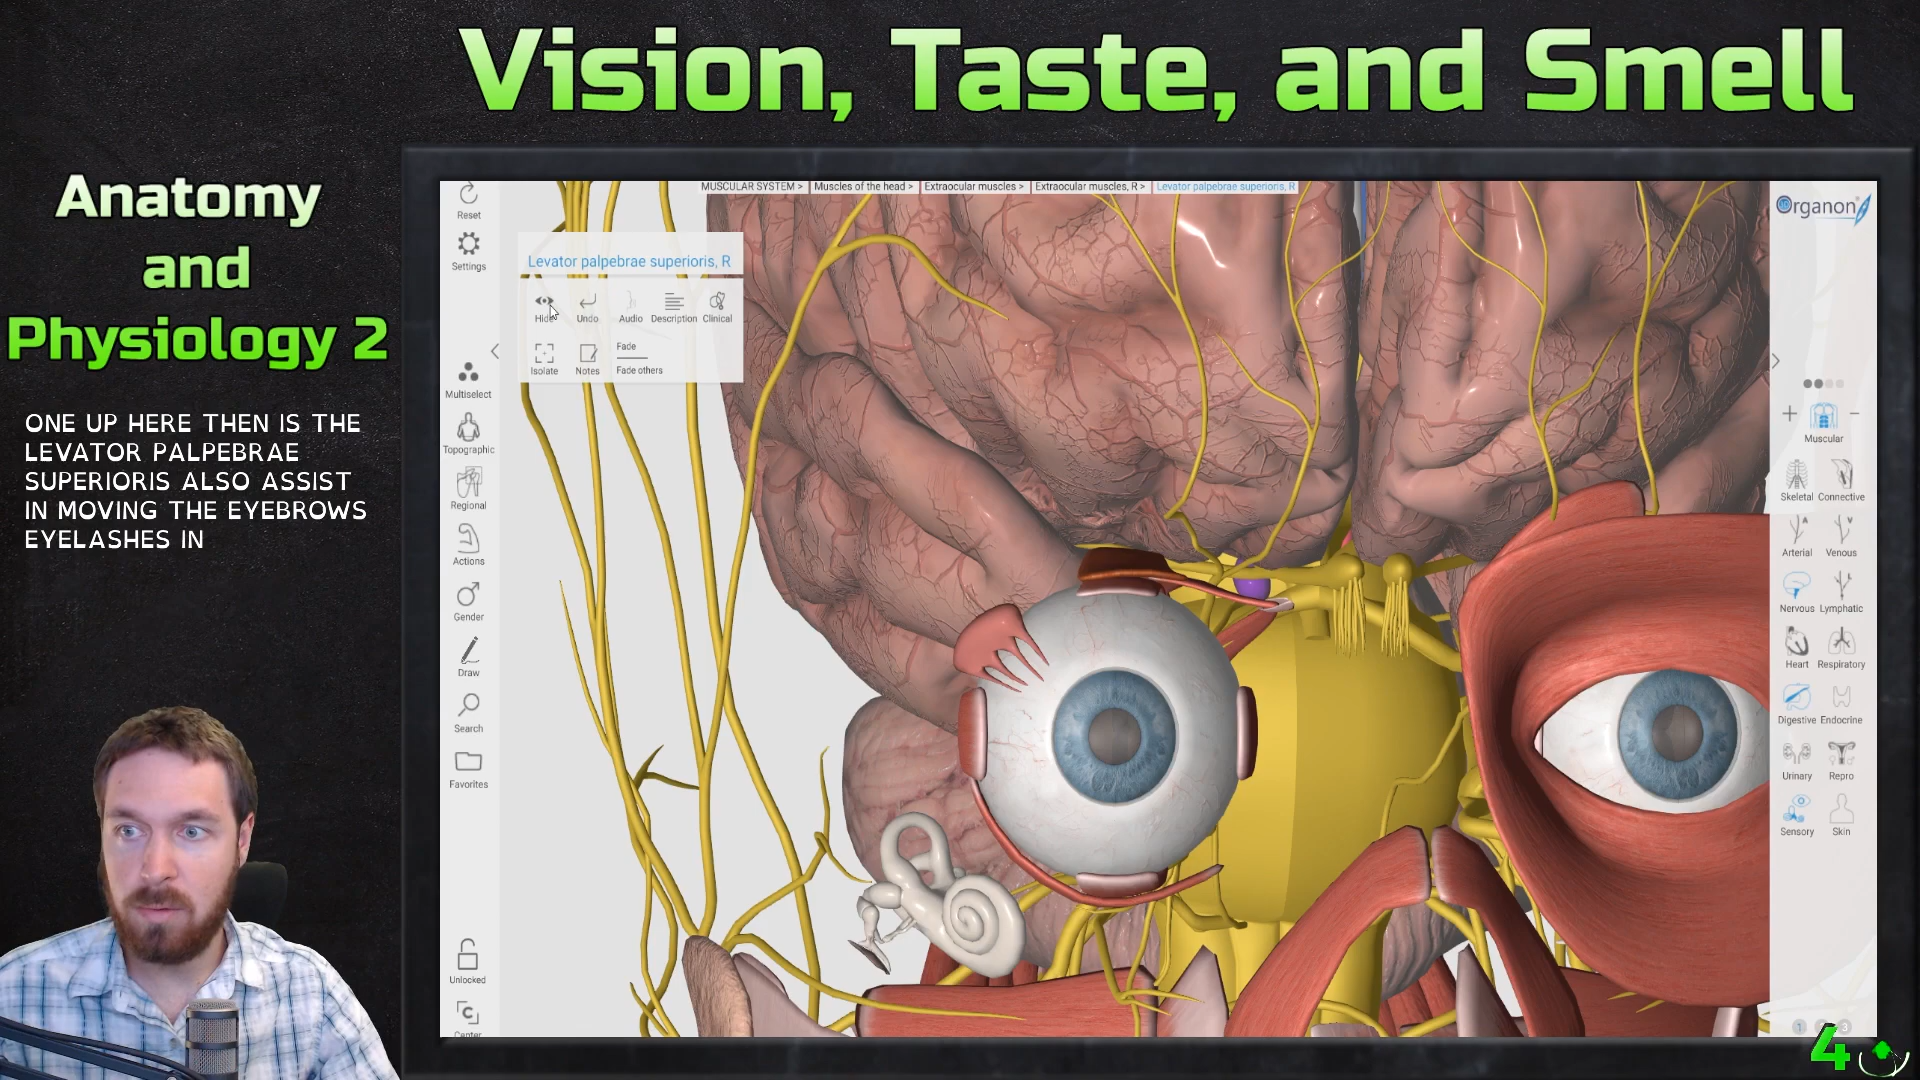 Vision, Taste, and Smell
Anatomy
and
Physiology 2
ONE UP HERE THEN IS THE
LEVATOR PALPEBRAE
SUPERIORIS ALSO ASSIST
IN MOVING THE EYEBROWS
EYELASHES IN
MUSCULAR SYSTEM > Muscles of the head > Extraocular muscles > Extraocular muscles, R > Levator palpebrae superioris, R
Reset
Settings
Multiselect
Topographic
Regional
Actions
Gender
Draw
Search
Favorites
Unlocked
Center
Levator palpebrae superioris, R
Hide Undo Audio Description Clinical
Isolate Notes Fade
Fade others
Organon
+ -
Muscular
Skeletal Connective
Arterial Venous
Nervous Lymphatic
Heart Respiratory
Digestive Endocrine
Urinary Repro
Sensory Skin
1 3
4